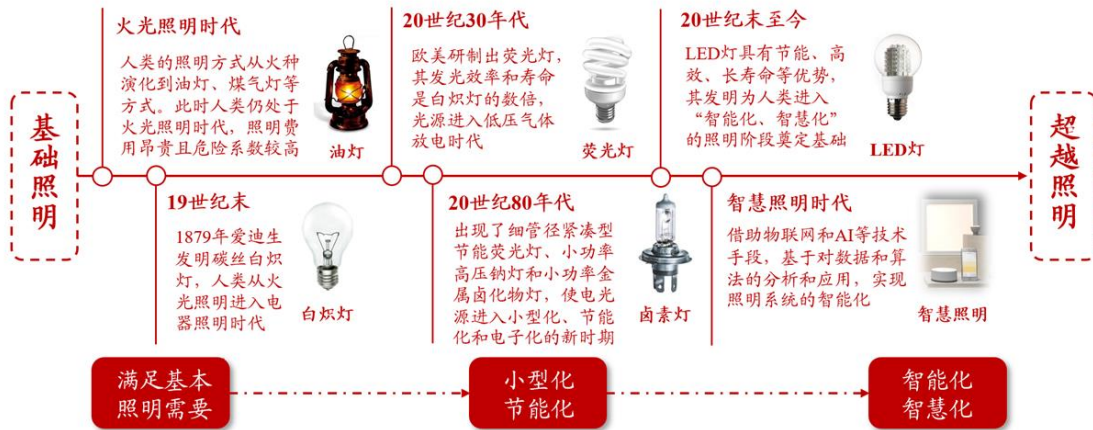 基础照明
火光照明时代
人类的照明方式从火种
演化到油灯、煤气灯等
方式。此时人类仍处于
火光照明时代，照明费
用昂贵且危险系数较高
油灯
19世纪末
1879年爱迪生
发明碳丝白炽
灯，人类从火
光照明进入电
器照明时代
白炽灯
20世纪30年代
欧美研制出荧光灯，
其发光效率和寿命
是白炽灯的数倍，
光源进入低压气体
放电时代
荧光灯
20世纪80年代
出现了细管径紧凑型
节能荧光灯、小功率
高压钠灯和小功率金
属卤化物灯，使电光
源进入小型化、节能
化和电子化的新时期
卤素灯
20世纪末至今
LED灯具有节能、高
效、长寿命等优势，
其发明为人类进入
“智能化、智慧化”
的照明阶段奠定基础
LED灯
智慧照明时代
借助物联网和AI等技术
手段，基于对数据和算
法的分析和应用，实现
照明系统的智能化
智慧照明
超越照明
满足基本
照明需要
小型化
节能化
智能化
智慧化